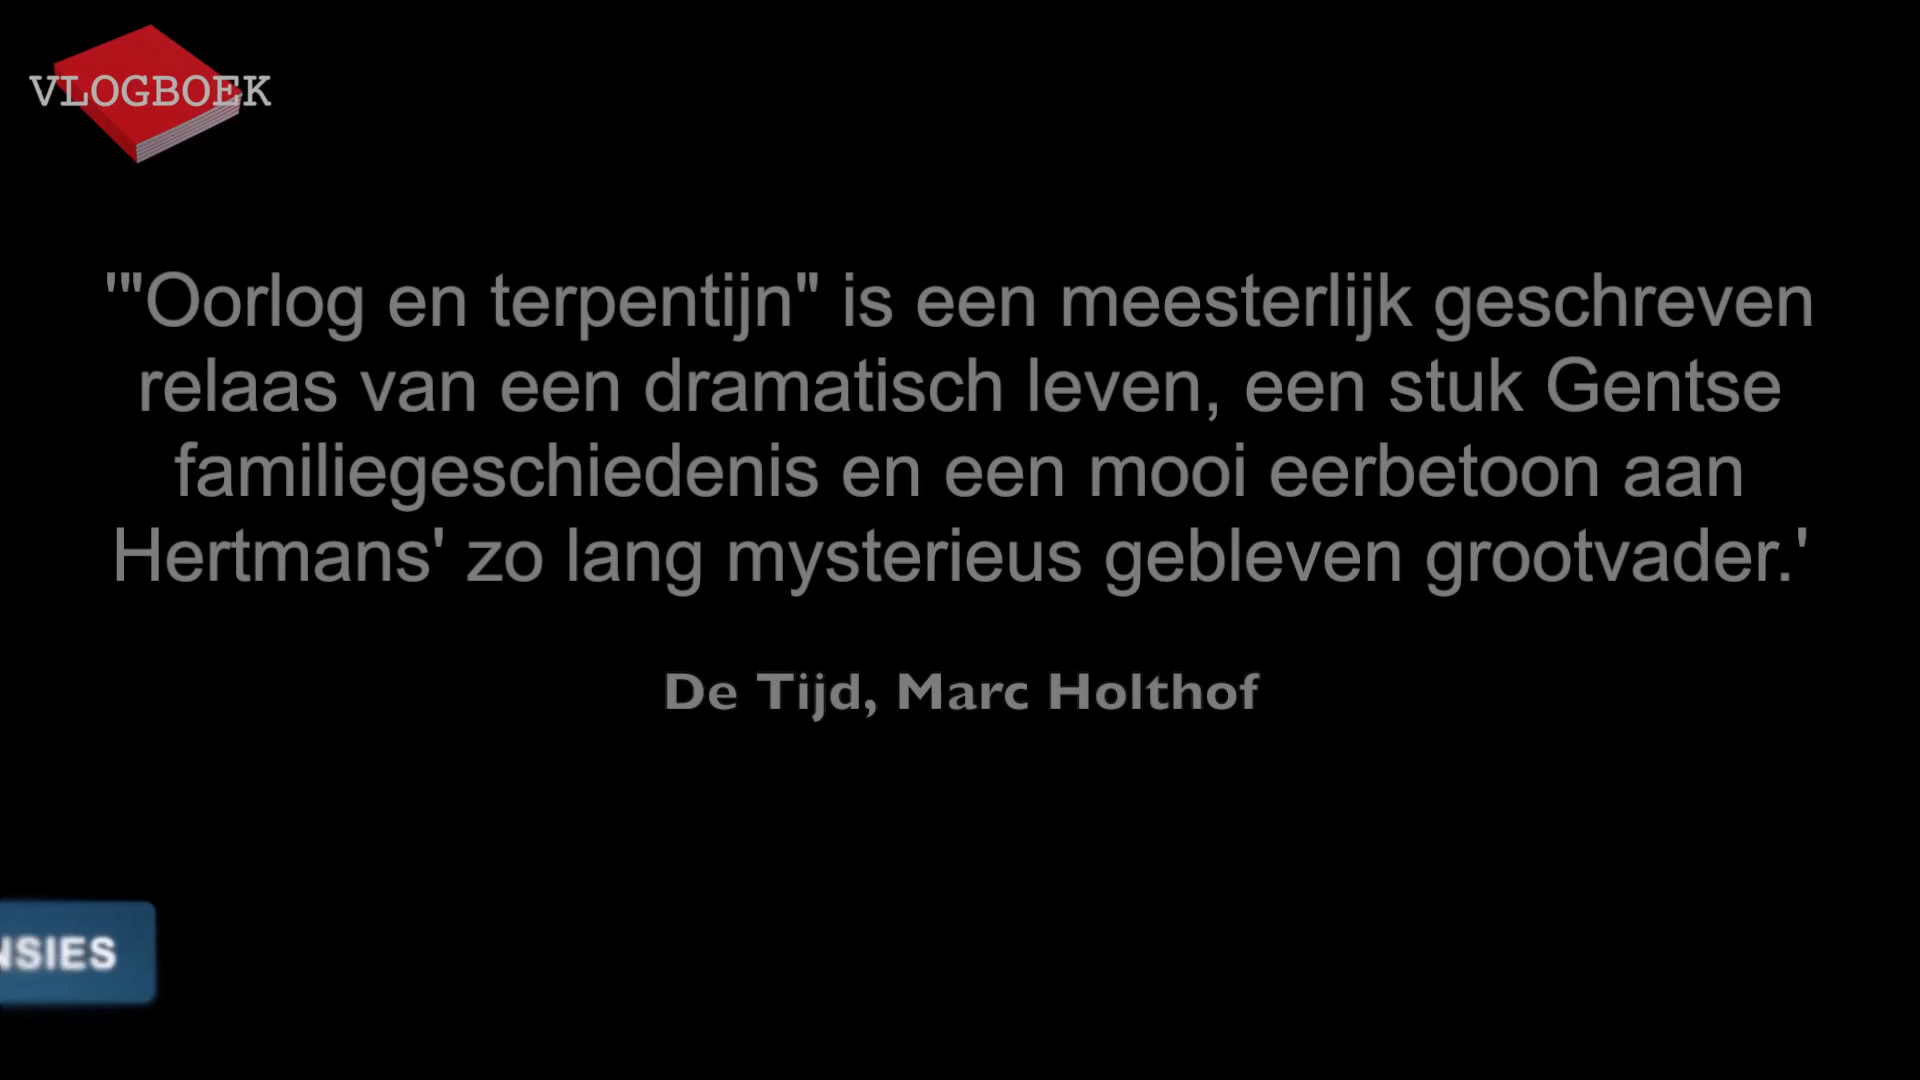 VLOGBOEK
'"Oorlog en terpentijn" is een meesterlijk geschreven
relaas van een dramatisch leven, een stuk Gentse
familiegeschiedenis en een mooi eerbetoon aan
Hertmans' zo lang mysterieus gebleven grootvader.'
De Tijd, Marc Holthof
NSIES